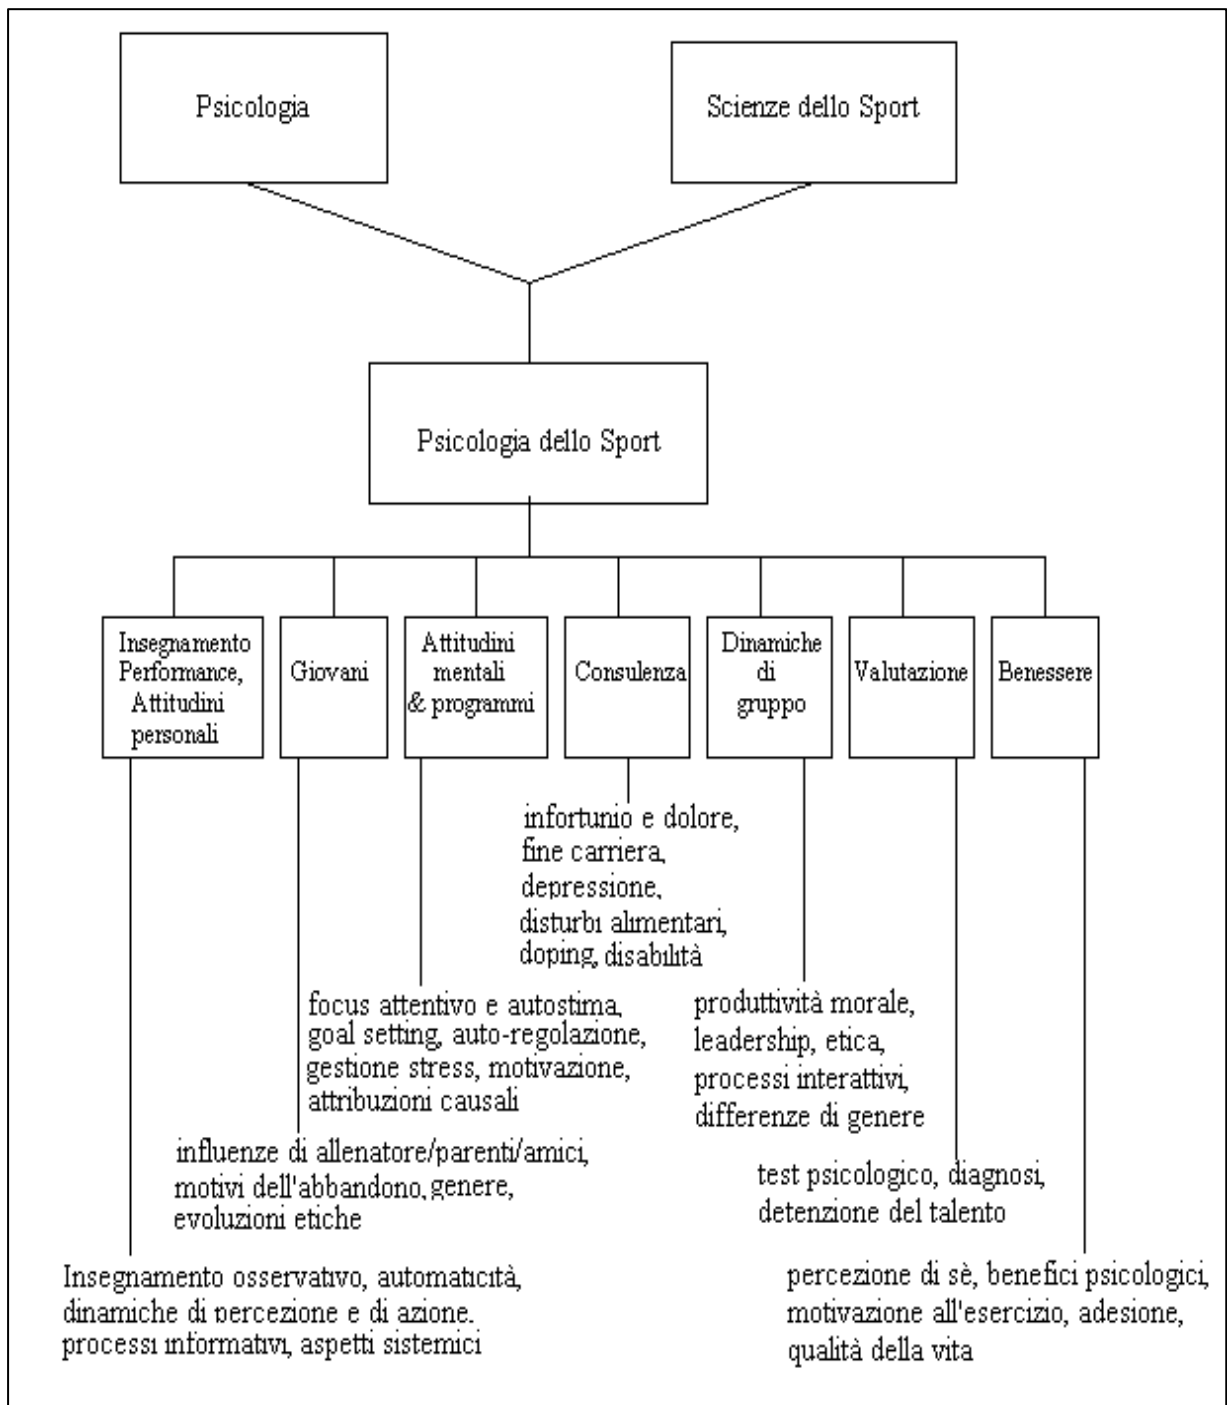 Psicologia
Scienze dello Sport
Psicologia dello Sport
Insegnamento
Performance,
Attitudini
personali
Giovani
Attitudini
mentali
& programmi
Consulenza
Dinamiche
di
gruppo
Valutazione
Benessere
infortunio e dolore,
fine carriera,
depressione,
disturbi alimentari,
doping, disabilità
focus attentivo e autostima,
goal setting, auto-regolazione,
gestione stress, motivazione,
attribuzioni causali
produttività morale,
leadership, etica,
processi interattivi,
differenze di genere
influenze di allenatore/parenti/amici,
motivi dell'abbandono, genere,
evoluzioni etiche
test psicologico, diagnosi,
detenzione del talento
Insegnamento osservativo, automaticità,
dinamiche di percezione e di azione.
processi informativi, aspetti sistemici
percezione di sè, benefici psicologici,
motivazione all'esercizio, adesione,
qualità della vita